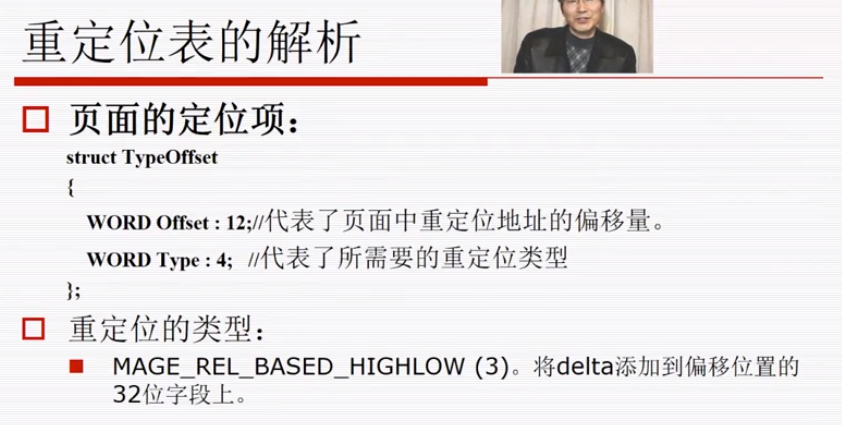 重定位表的解析
页面的定位项：
struct TypeOffset
{
WORD Offset : 12;//代表了页面中重定位地址的偏移量。
WORD Type : 4; //代表了所需要的重定位类型
};
重定位的类型：
MAGE_REL_BASED_HIGHLOW (3)。将delta添加到偏移位置的
32位字段上。